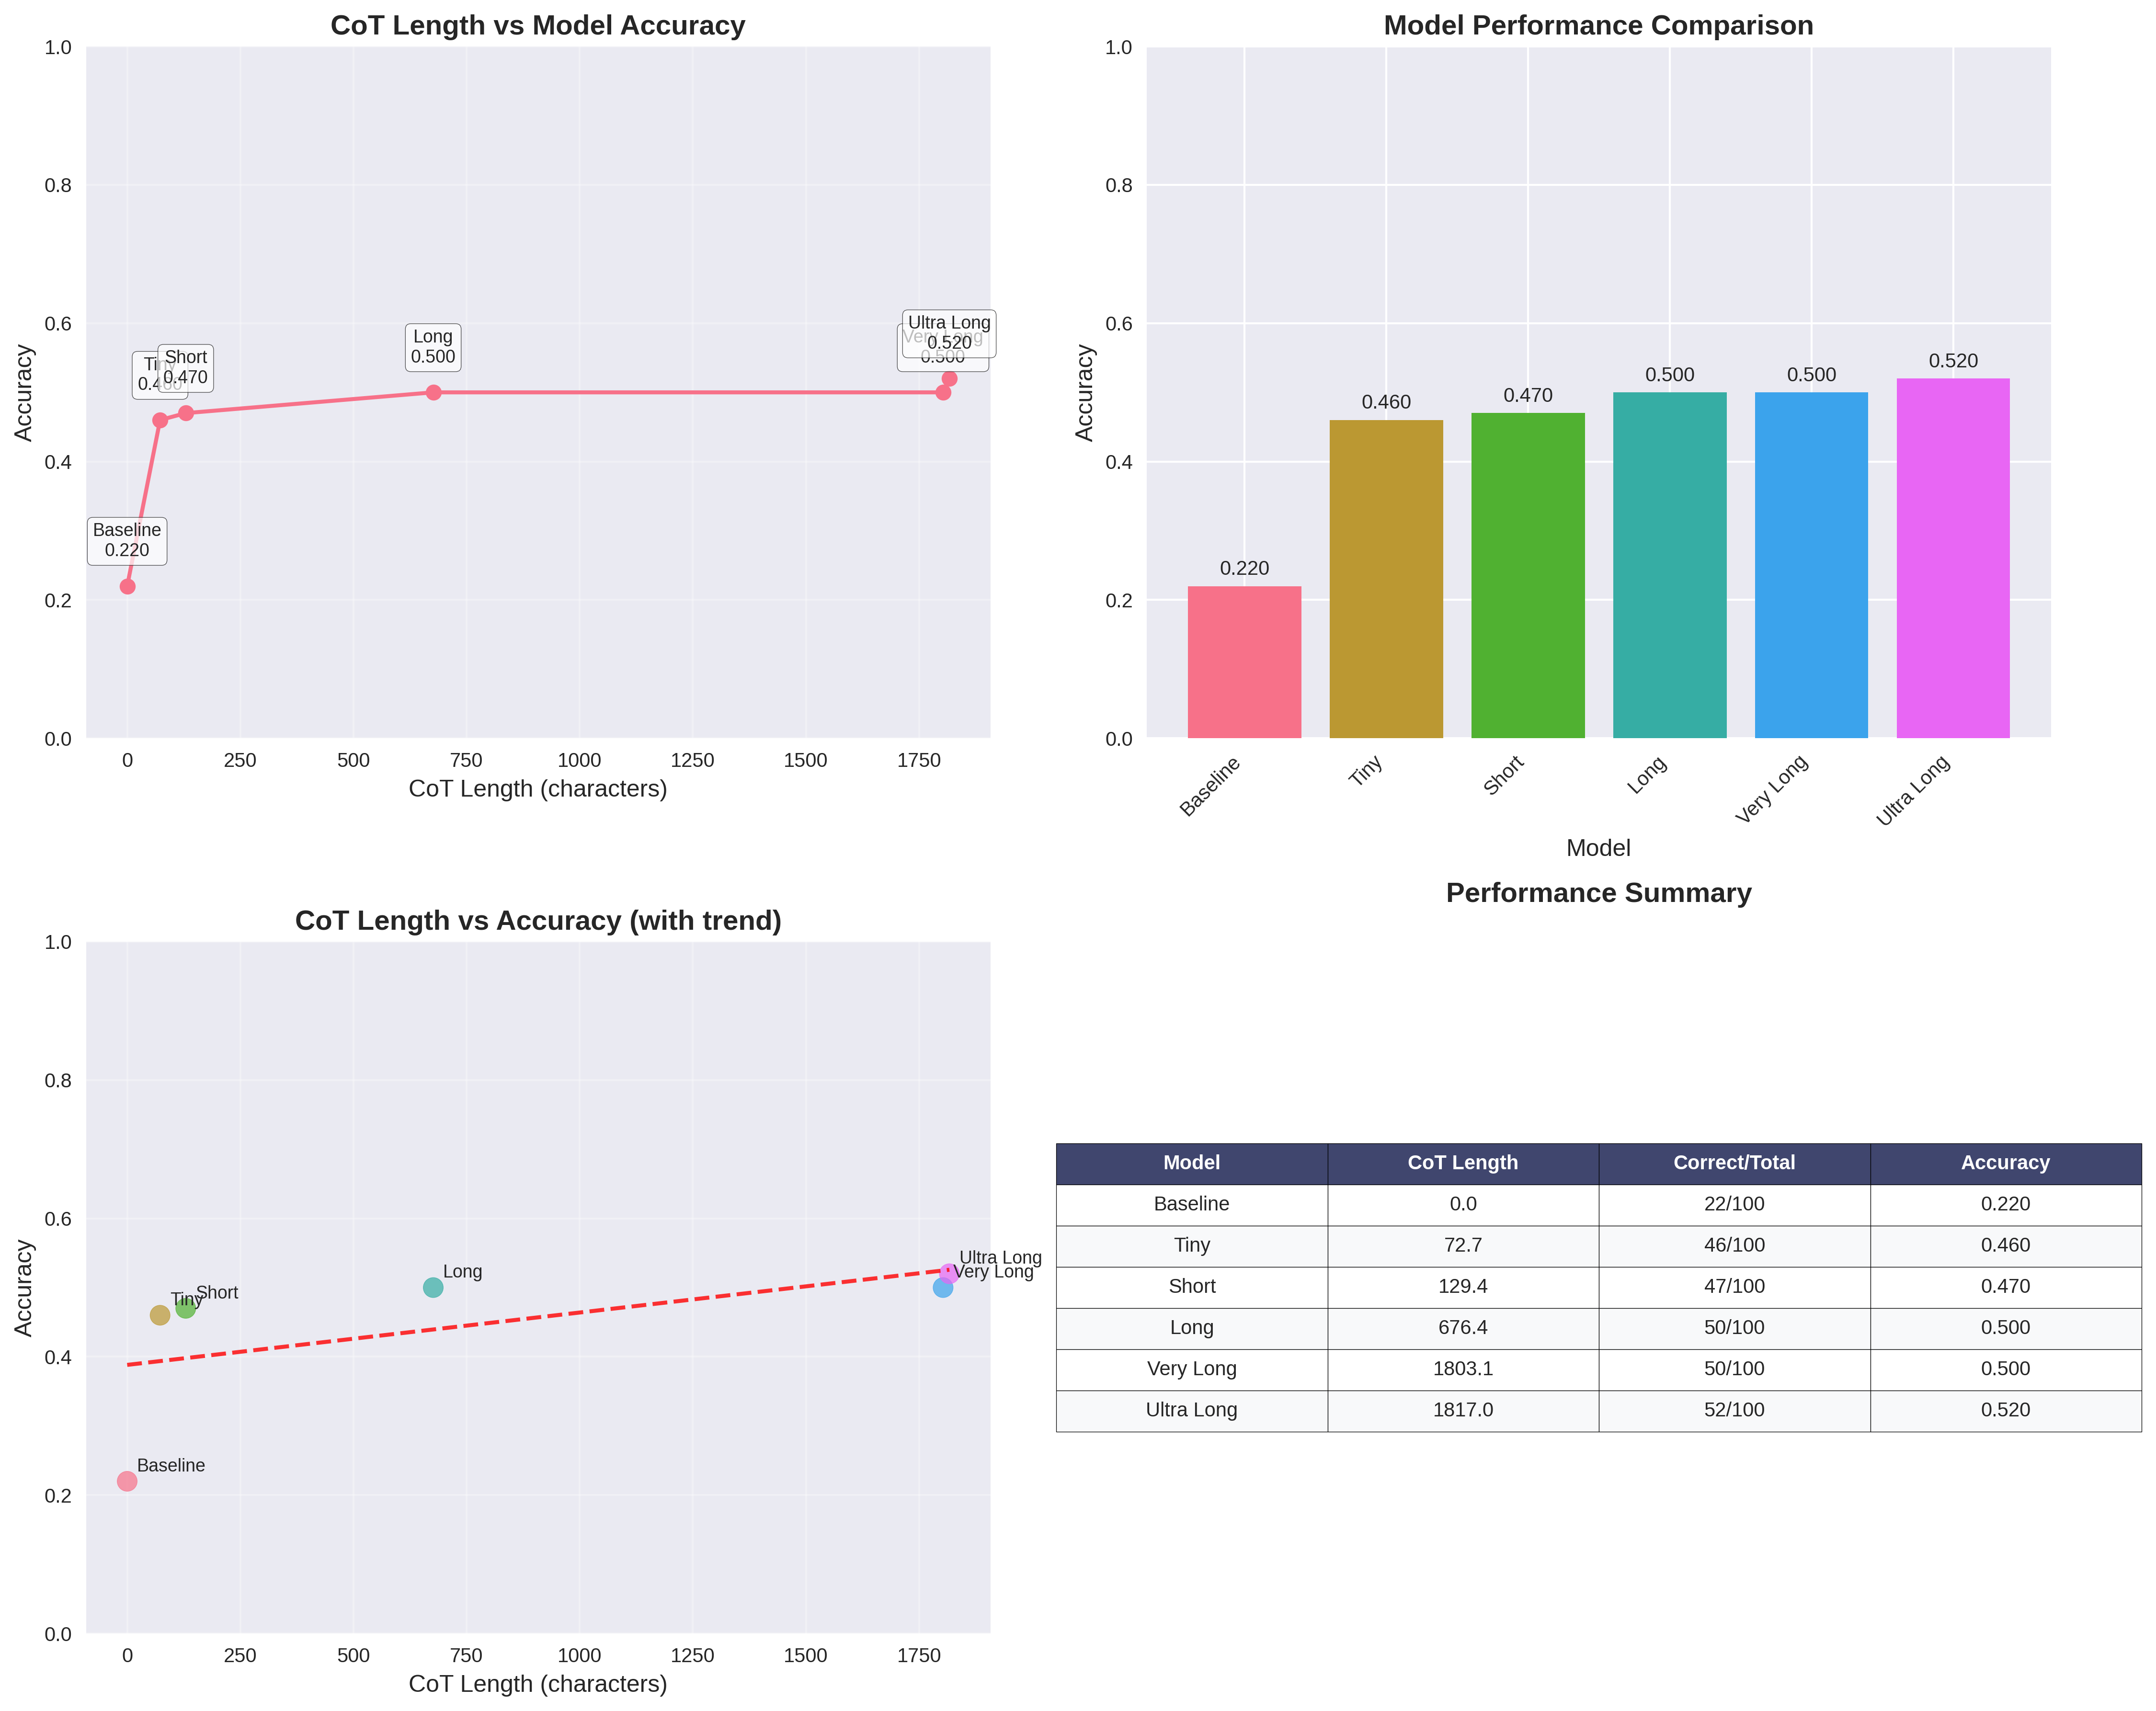 CoT Length vs Model Accuracy
1.0
0.8
0.6
0.4
0.2
0.0
Accuracy
Baseline
0.220
Tiny
0.460
Short
0.470
Long
0.500
Very Long
0.500
Ultra Long
0.520
0 250 500 750 1000 1250 1500 1750
CoT Length (characters)
Model Performance Comparison
1.0
0.8
0.6
0.4
0.2
0.0
Accuracy
0.220
0.460
0.470
0.500
0.500
0.520
Baseline Tiny Short Long Very Long Ultra Long
Model
CoT Length vs Accuracy (with trend)
1.0
0.8
0.6
0.4
0.2
0.0
Accuracy
Baseline
Tiny
Short
Long
Very Long
Ultra Long
0 250 500 750 1000 1250 1500 1750
CoT Length (characters)
Performance Summary
Model CoT Length Correct/Total Accuracy
Baseline 0.0 22/100 0.220
Tiny 72.7 46/100 0.460
Short 129.4 47/100 0.470
Long 676.4 50/100 0.500
Very Long 1803.1 50/100 0.500
Ultra Long 1817.0 52/100 0.520